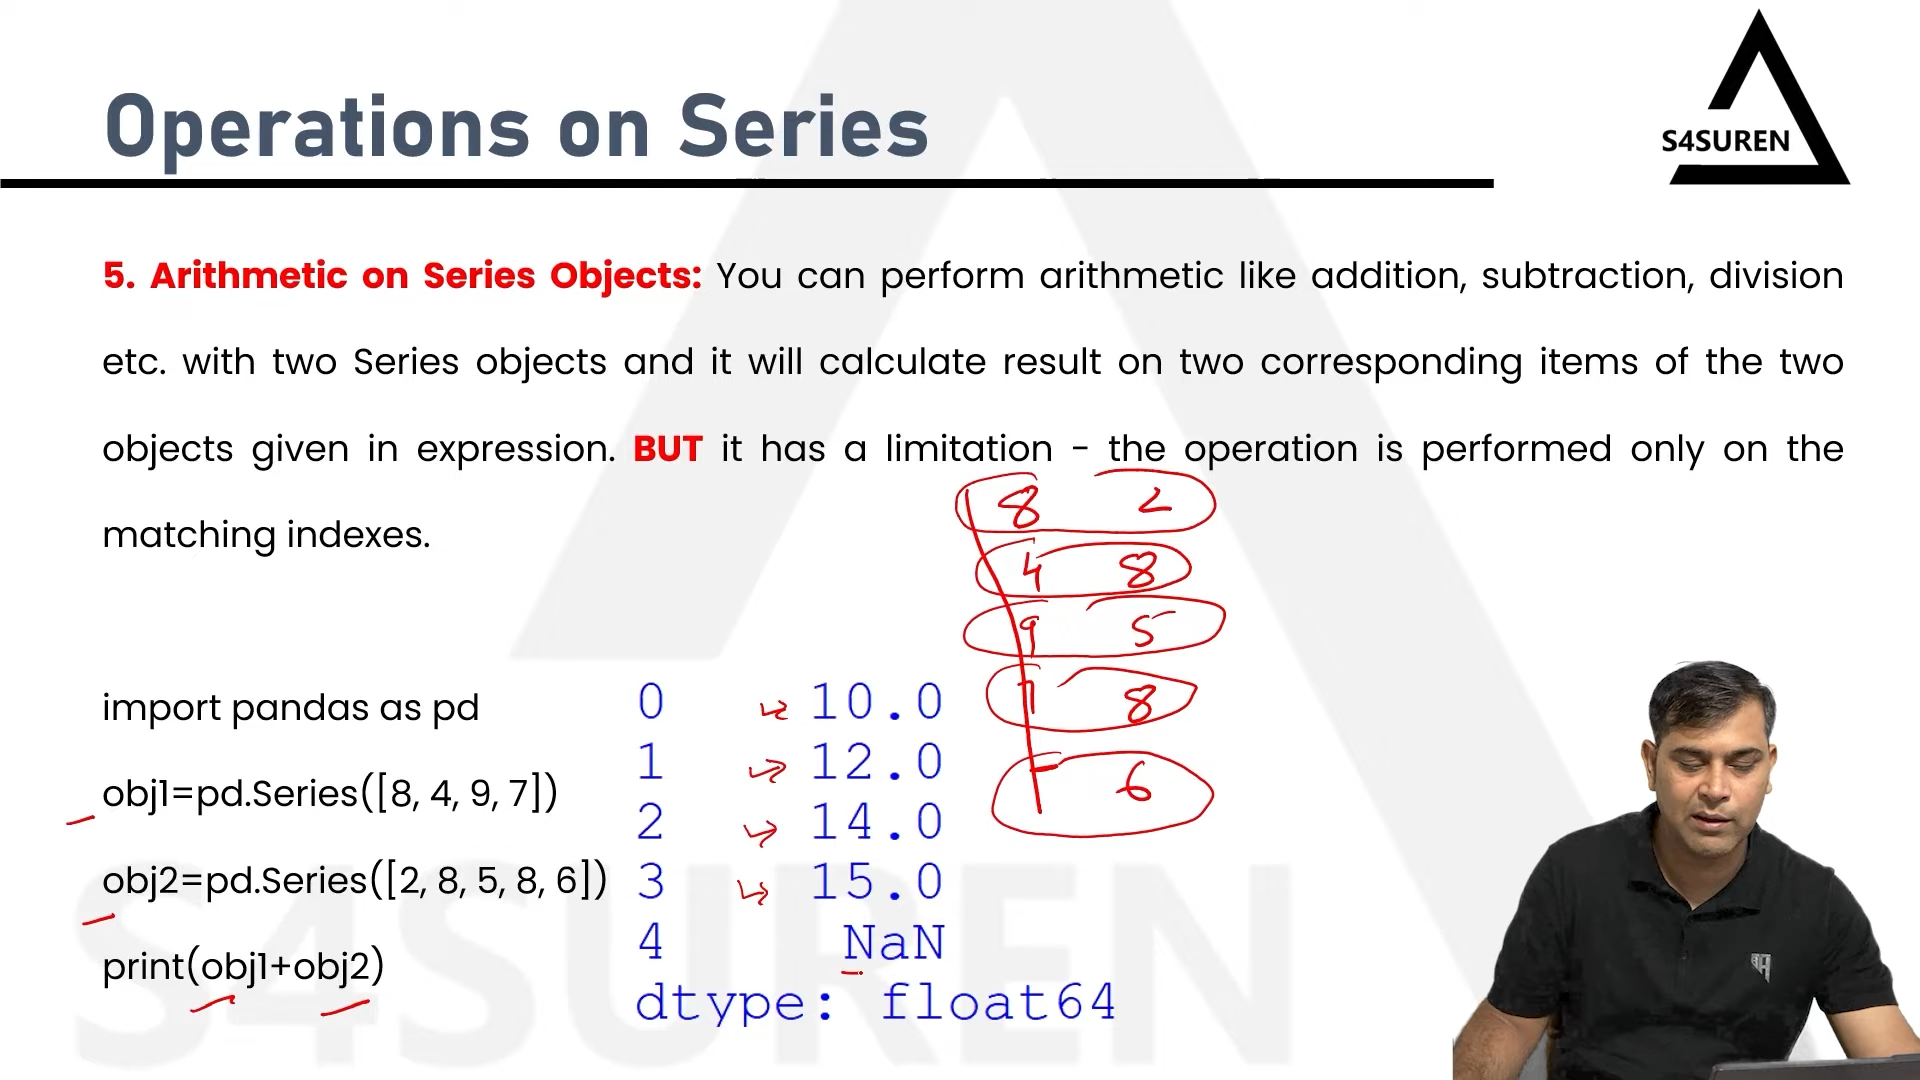 Operations on Series
S4SUREN
5. Arithmetic on Series Objects: You can perform arithmetic like addition, subtraction, division
etc. with two Series objects and it will calculate result on two corresponding items of the two
objects given in expression. BUT it has a limitation - the operation is performed only on the
matching indexes.
8 2
4 8
9 5
7 8
- 6
import pandas as pd
obj1=pd.Series([8, 4, 9, 7])
obj2=pd.Series([2, 8, 5, 8, 6])
print(obj1+obj2)
0 10.0
1 12.0
2 14.0
3 15.0
4 NaN
dtype: float64
S4SUREN